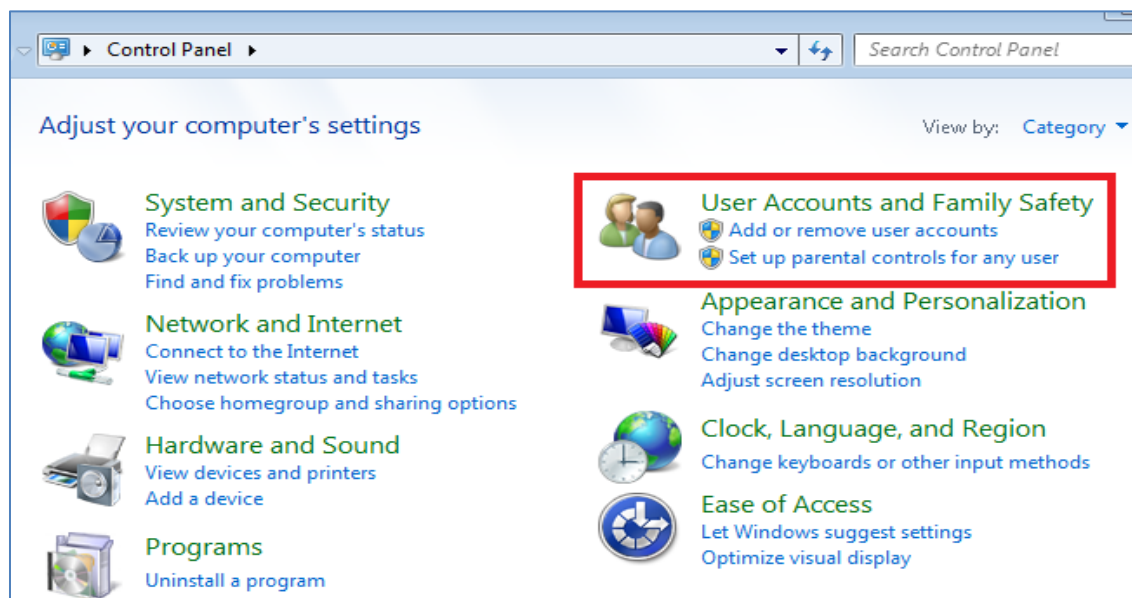 Control Panel
Search Control Panel
Adjust your computer's settings
View by: Category
System and Security
Review your computer's status
Back up your computer
Find and fix problems
Network and Internet
Connect to the Internet
View network status and tasks
Choose homegroup and sharing options
Hardware and Sound
View devices and printers
Add a device
Programs
Uninstall a program
User Accounts and Family Safety
Add or remove user accounts
Set up parental controls for any user
Appearance and Personalization
Change the theme
Change desktop background
Adjust screen resolution
Clock, Language, and Region
Change keyboards or other input methods
Ease of Access
Let Windows suggest settings
Optimize visual display